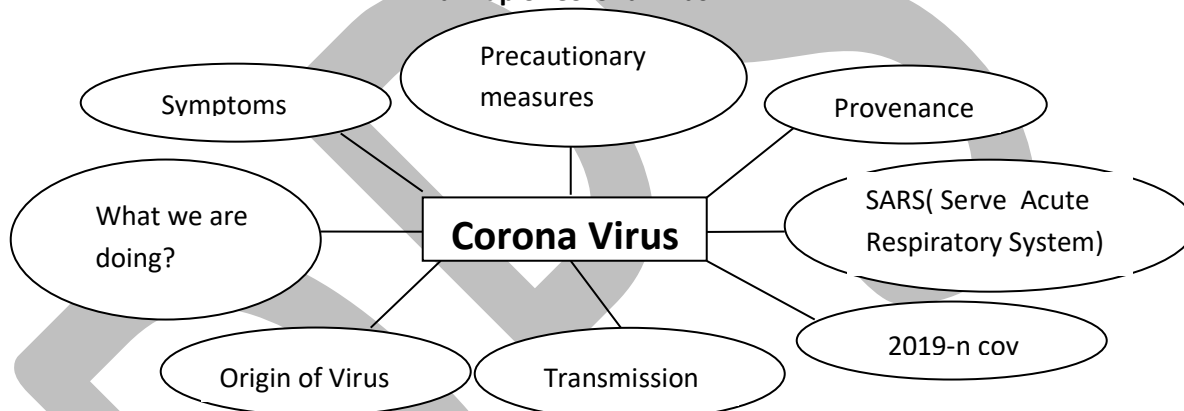 Precautionary
measures
Symptoms
Provenance
What we are
doing?
Corona Virus
SARS( Serve Acute
Respiratory System)
2019-n cov
Origin of Virus
Transmission